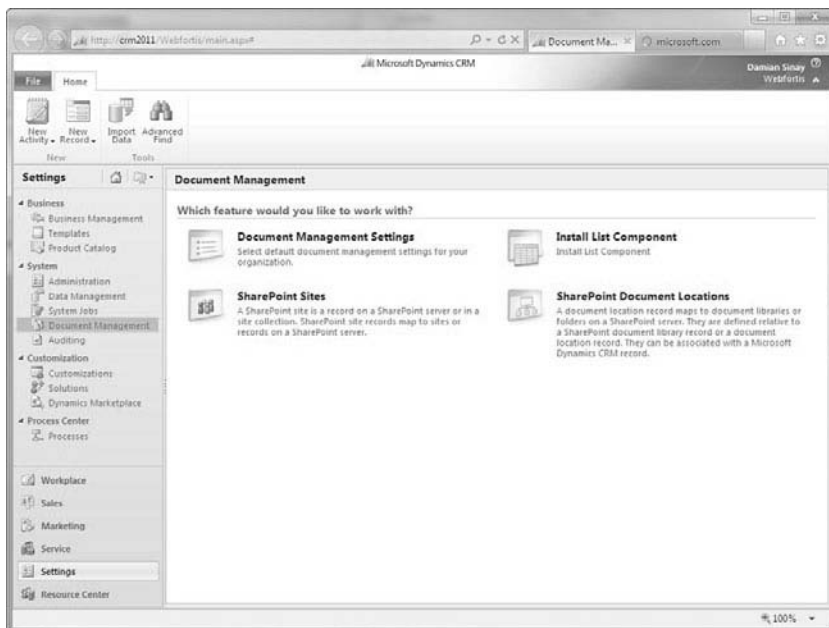 http://crm2011/Webfortis/main.aspx#
Document Ma...
microsoft.com
Microsoft Dynamics CRM
Damian Sinay
Webfortis
File
Home
New Activity
New Record
Import Data
Advanced Find
New
Tools
Settings
Business
Business Management
Templates
Product Catalog
System
Administration
Data Management
System Jobs
Document Management
Auditing
Customization
Customizations
Solutions
Dynamics Marketplace
Process Center
Processes
Workplace
Sales
Marketing
Service
Settings
Resource Center
Document Management
Which feature would you like to work with?
Document Management Settings
Select default document management settings for your
organization.
Install List Component
Install List Component
SharePoint Sites
A SharePoint site is a record on a SharePoint server or in a
site collection. SharePoint site records map to sites or
records on a SharePoint server.
SharePoint Document Locations
A document location record maps to document libraries or
folders on a SharePoint server. They are defined relative to
a SharePoint document library record or a document
location record. They can be associated with a Microsoft
Dynamics CRM record.
100%